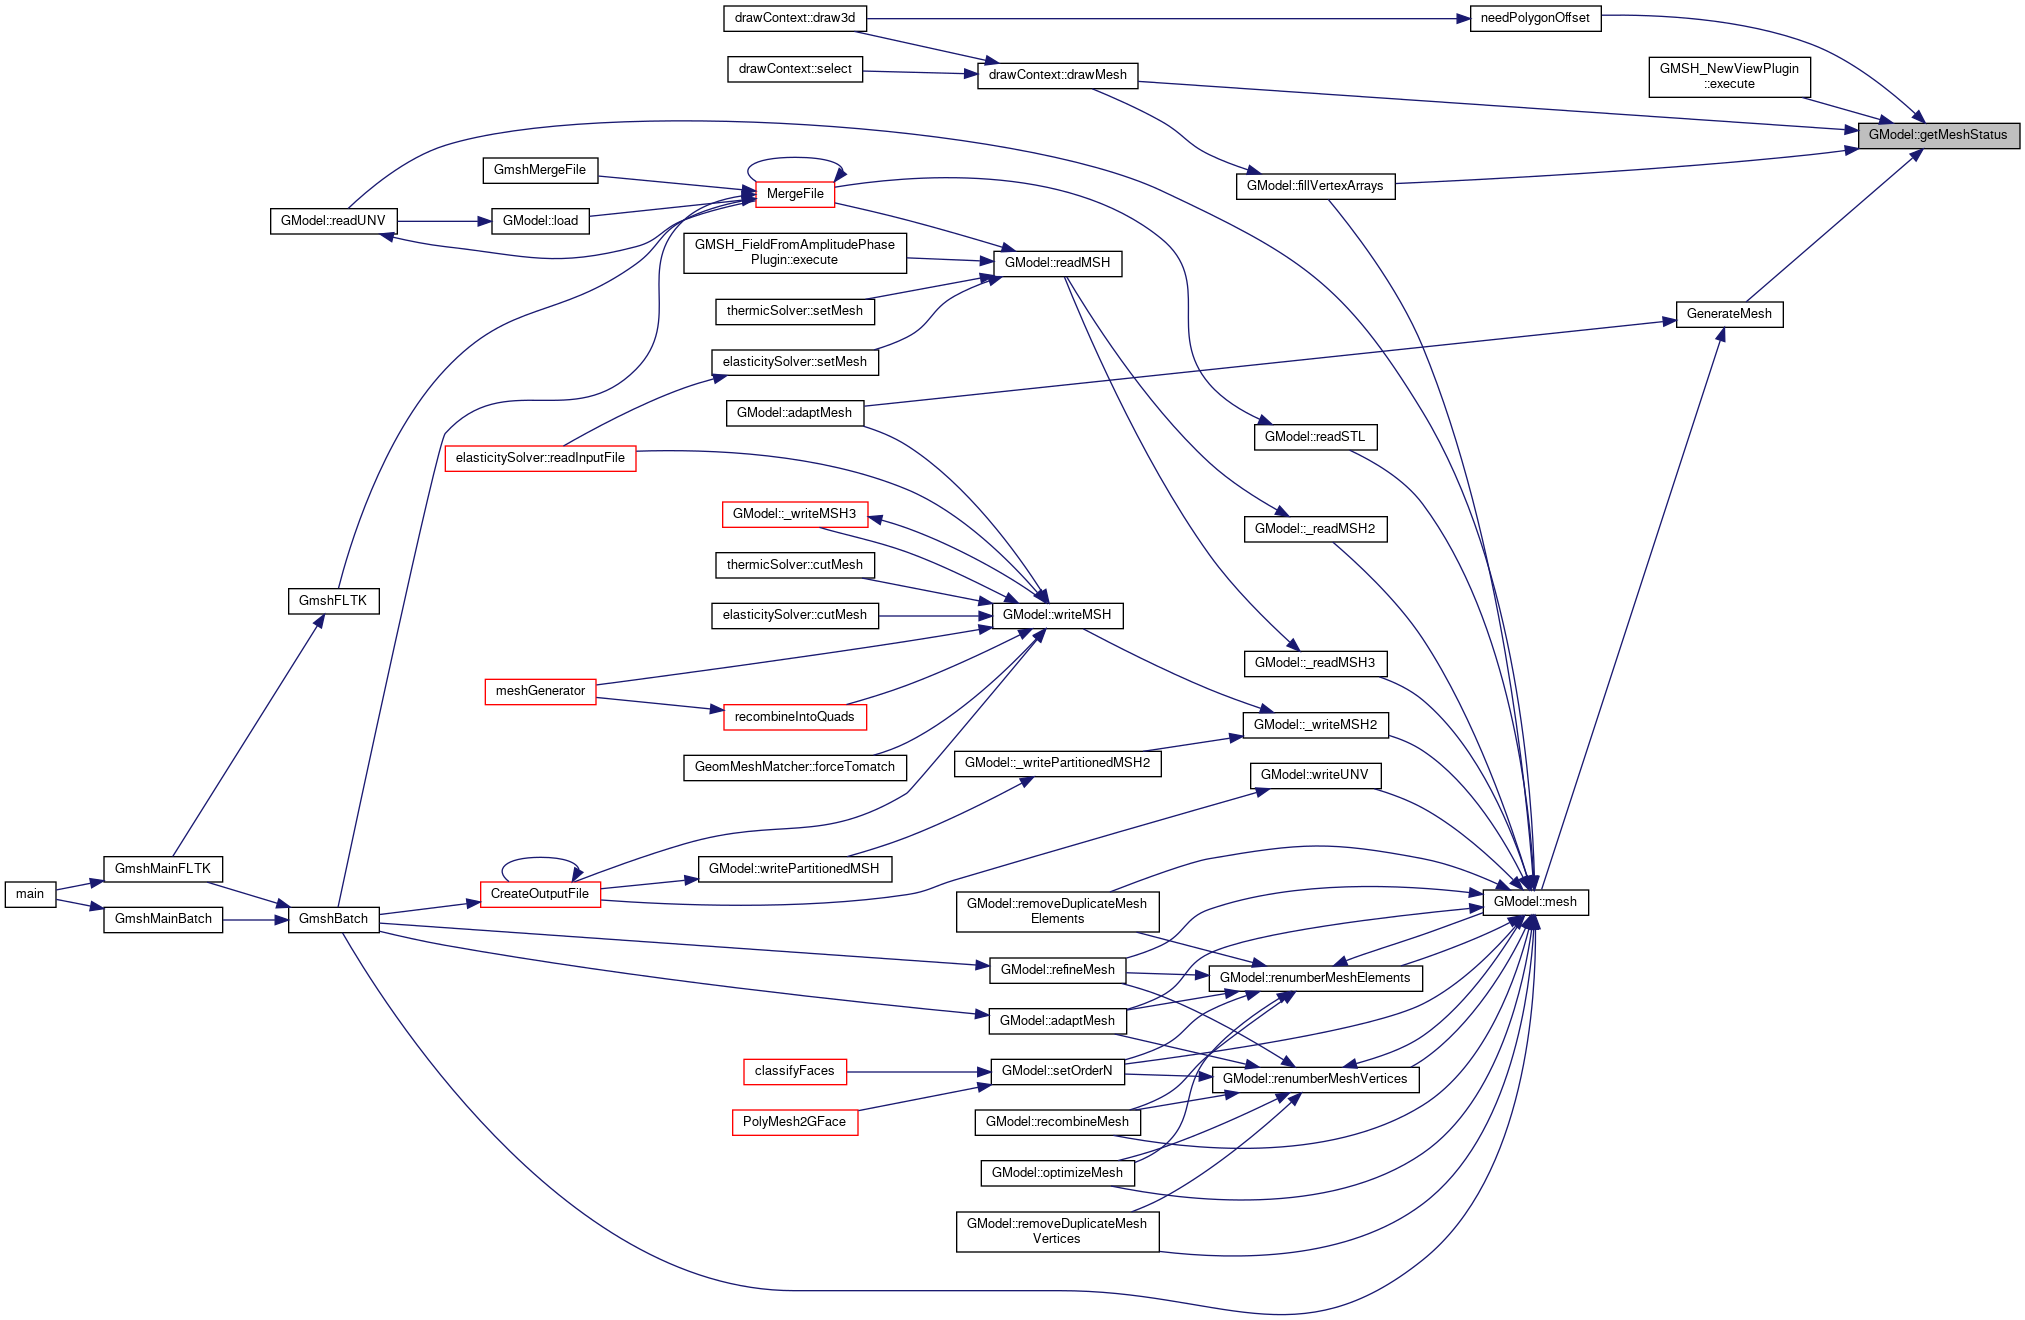 drawContext::draw3d
needPolygonOffset
drawContext::select
drawContext::drawMesh
GMSH_NewViewPlugin
::execute
GModel::getMeshStatus
GmshMergeFile
MergeFile
GModel::fillVertexArrays
GModel::readUNV
GModel::load
GMSH_FieldFromAmplitudePhase
Plugin::execute
GModel::readMSH
thermicSolver::setMesh
GenerateMesh
elasticitySolver::setMesh
GModel::adaptMesh
GModel::readSTL
elasticitySolver::readInputFile
GModel::_writeMSH3
GModel::_readMSH2
thermicSolver::cutMesh
GmshFLTK
elasticitySolver::cutMesh
GModel::writeMSH
GModel::_readMSH3
meshGenerator
recombineIntoQuads
GModel::_writeMSH2
GeomMeshMatcher::forceTomatch
GModel::_writePartitionedMSH2
GModel::writeUNV
GmshMainFLTK
GModel::writePartitionedMSH
main
CreateOutputFile
GModel::mesh
GmshMainBatch
GmshBatch
GModel::removeDuplicateMesh
Elements
GModel::refineMesh
GModel::renumberMeshElements
GModel::adaptMesh
classifyFaces
GModel::setOrderN
GModel::renumberMeshVertices
PolyMesh2GFace
GModel::recombineMesh
GModel::optimizeMesh
GModel::removeDuplicateMesh
Vertices